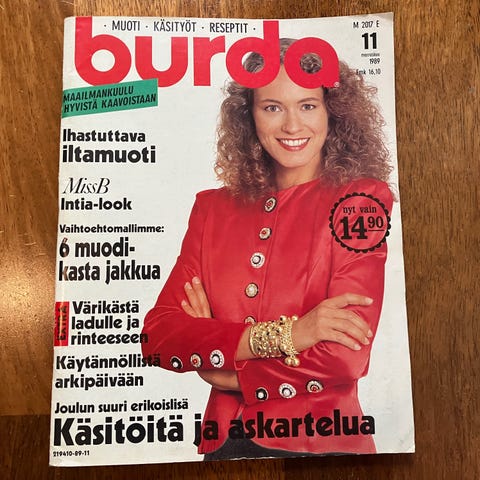 · MUOTI · KÄSITYÖT · RESEPTIT ·
M 2017 E
burda
11
marraskuu
1989
Fmk 16,10
MAAILMANKUULU
HYVISTÄ KAAVOISTAAN
Ihastuttava
iltamuoti
MissB
Intia-look
nyt vain
14.90
Vaihtoehtomallimme:
6 muodi-
kasta jakkua
EXTRA
Värikästä
ladulle ja
rinteeseen
Käytännöllistä
arkipäivään
Joulun suuri erikoislisä
Käsitöitä ja askartelua
219410-89-11